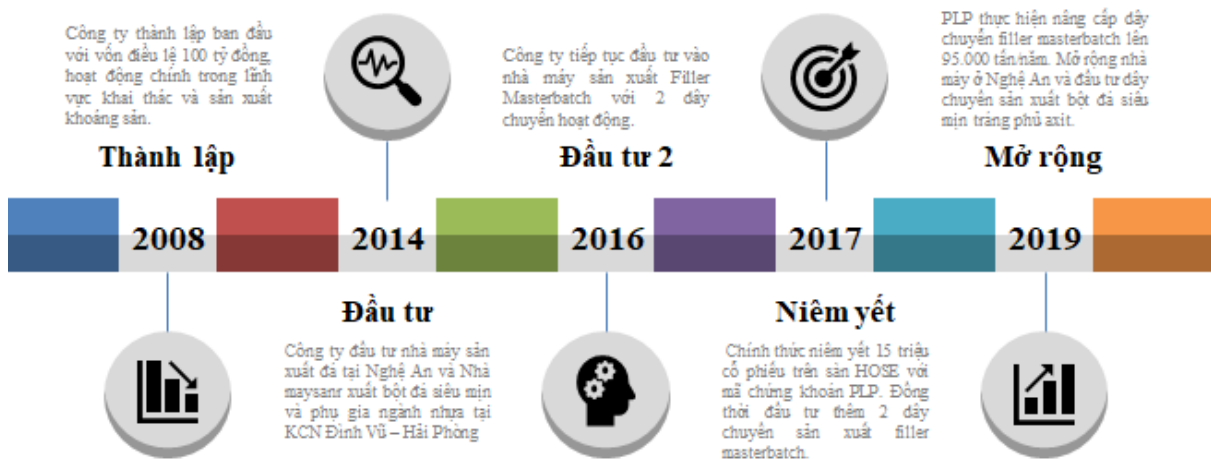 Công ty thành lập ban đầu
với vốn điều lệ 100 tỷ đồng,
hoạt động chính trong lĩnh
vực khai thác và sản xuất
khoáng sản.
Thành lập
Công ty tiếp tục đầu tư vào
nhà máy sản xuất Filler
Masterbatch với 2 dây
chuyền hoạt động.
Đầu tư 2
PLP thực hiện nâng cấp dây
chuyền filler masterbatch lên
95.000 tấn/năm. Mở rộng nhà
máy ở Nghệ An và đầu tư dây
chuyền sản xuất bột đá siêu
mịn tráng phủ axit.
Mở rộng
2008
2014
2016
2017
2019
Đầu tư
Công ty đầu tư nhà máy sản
xuất đá tại Nghệ An và Nhà
maysanr xuất bột đá siêu mịn
và phụ gia ngành nhựa tại
KCN Đình Vũ – Hải Phòng
Niêm yết
Chính thức niêm yết 15 triệu
cổ phiếu trên sàn HOSE với
mã chứng khoán PLP. Đồng
thời đầu tư thêm 2 dây
chuyền sản xuất filler
masterbatch.